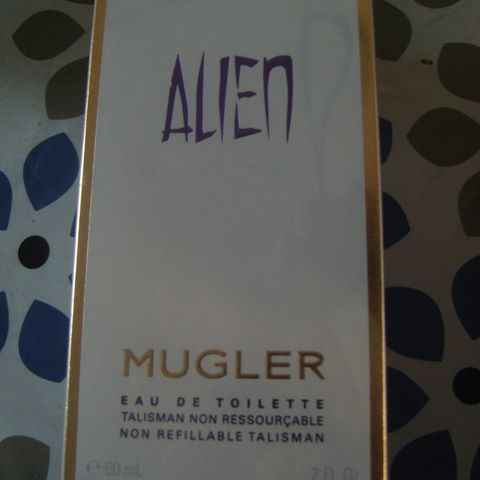 ALIEN
MUGLER
EAU DE TOILETTE
TALISMAN NON RESSOURÇABLE
NON REFILLABLE TALISMAN
℮ 60 mL 2 FL Oz